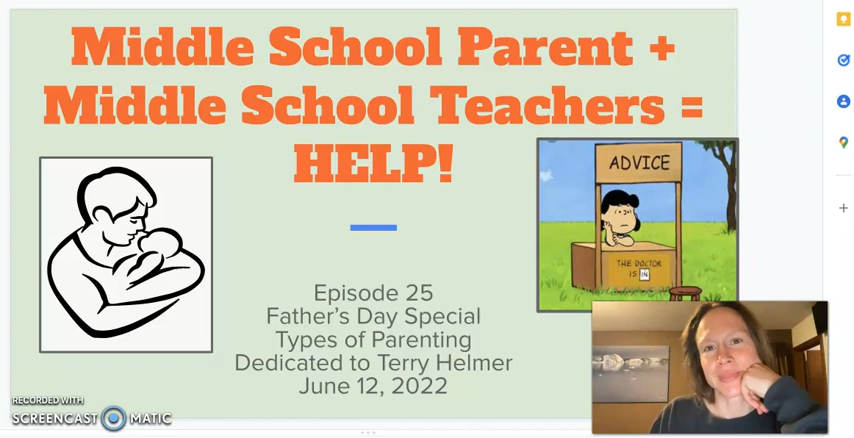 Middle School Parent +
Middle School Teachers =
HELP!
ADVICE
THE DOCTOR
IS IN
Episode 25
Father's Day Special
Types of Parenting
Dedicated to Terry Helmer
June 12, 2022
RECORDED WITH
SCREENCAST MATIC